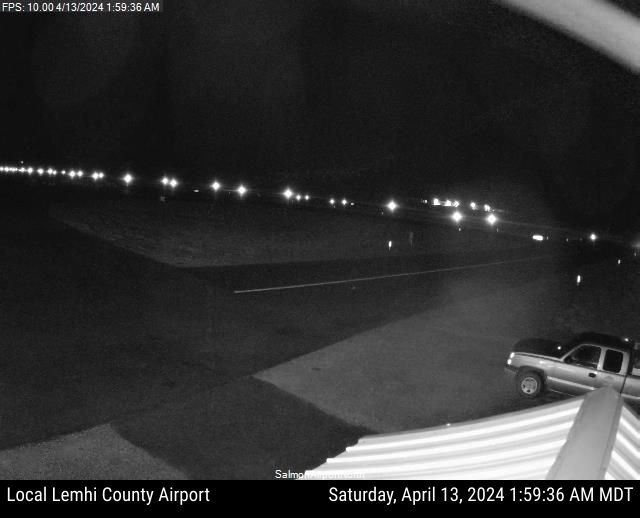 FPS: 10.00 4/13/2024 1:59:36 AM
Local Lemhi County Airport
Saturday, April 13, 2024 1:59:36 AM MDT